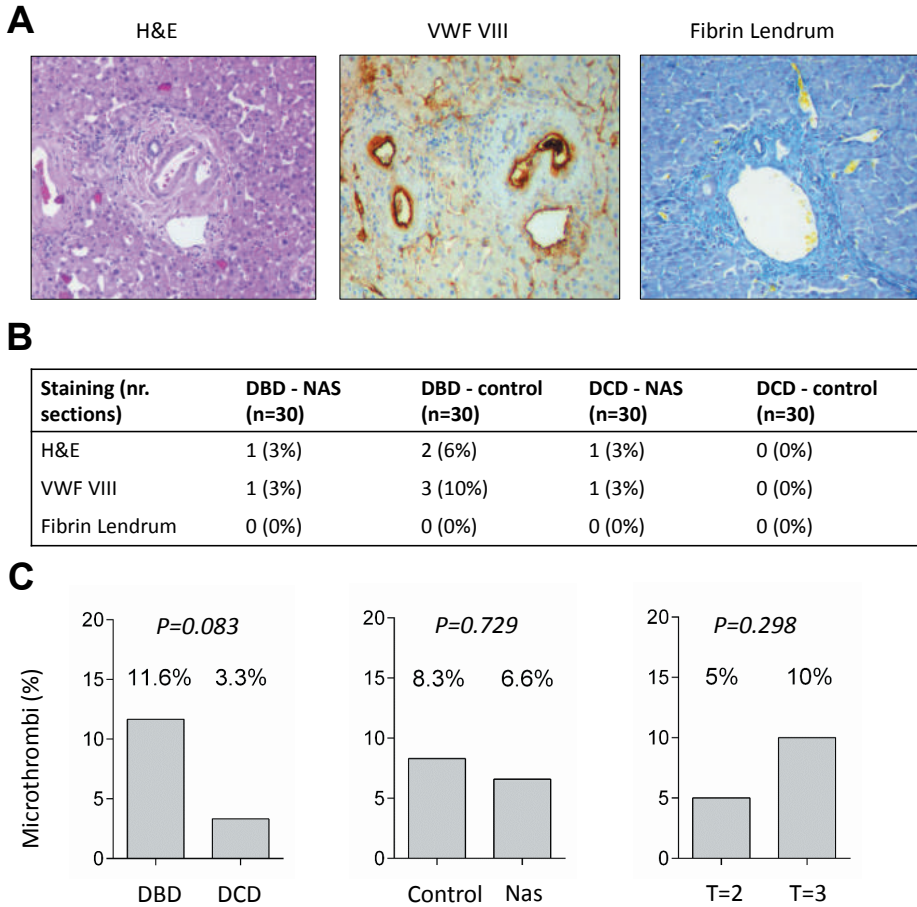 A
H&E VWF VIII Fibrin Lendrum
B
Staining (nr. sections) DBD - NAS (n=30) DBD - control (n=30) DCD - NAS (n=30) DCD - control (n=30)
H&E 1 (3%) 2 (6%) 1 (3%) 0 (0%)
VWF VIII 1 (3%) 3 (10%) 1 (3%) 0 (0%)
Fibrin Lendrum 0 (0%) 0 (0%) 0 (0%) 0 (0%)
C
Microthrombi (%)
20
15
10
5
0
P=0.083
11.6% 3.3%
DBD DCD
20
15
10
5
0
P=0.729
8.3% 6.6%
Control Nas
20
15
10
5
0
P=0.298
5% 10%
T=2 T=3